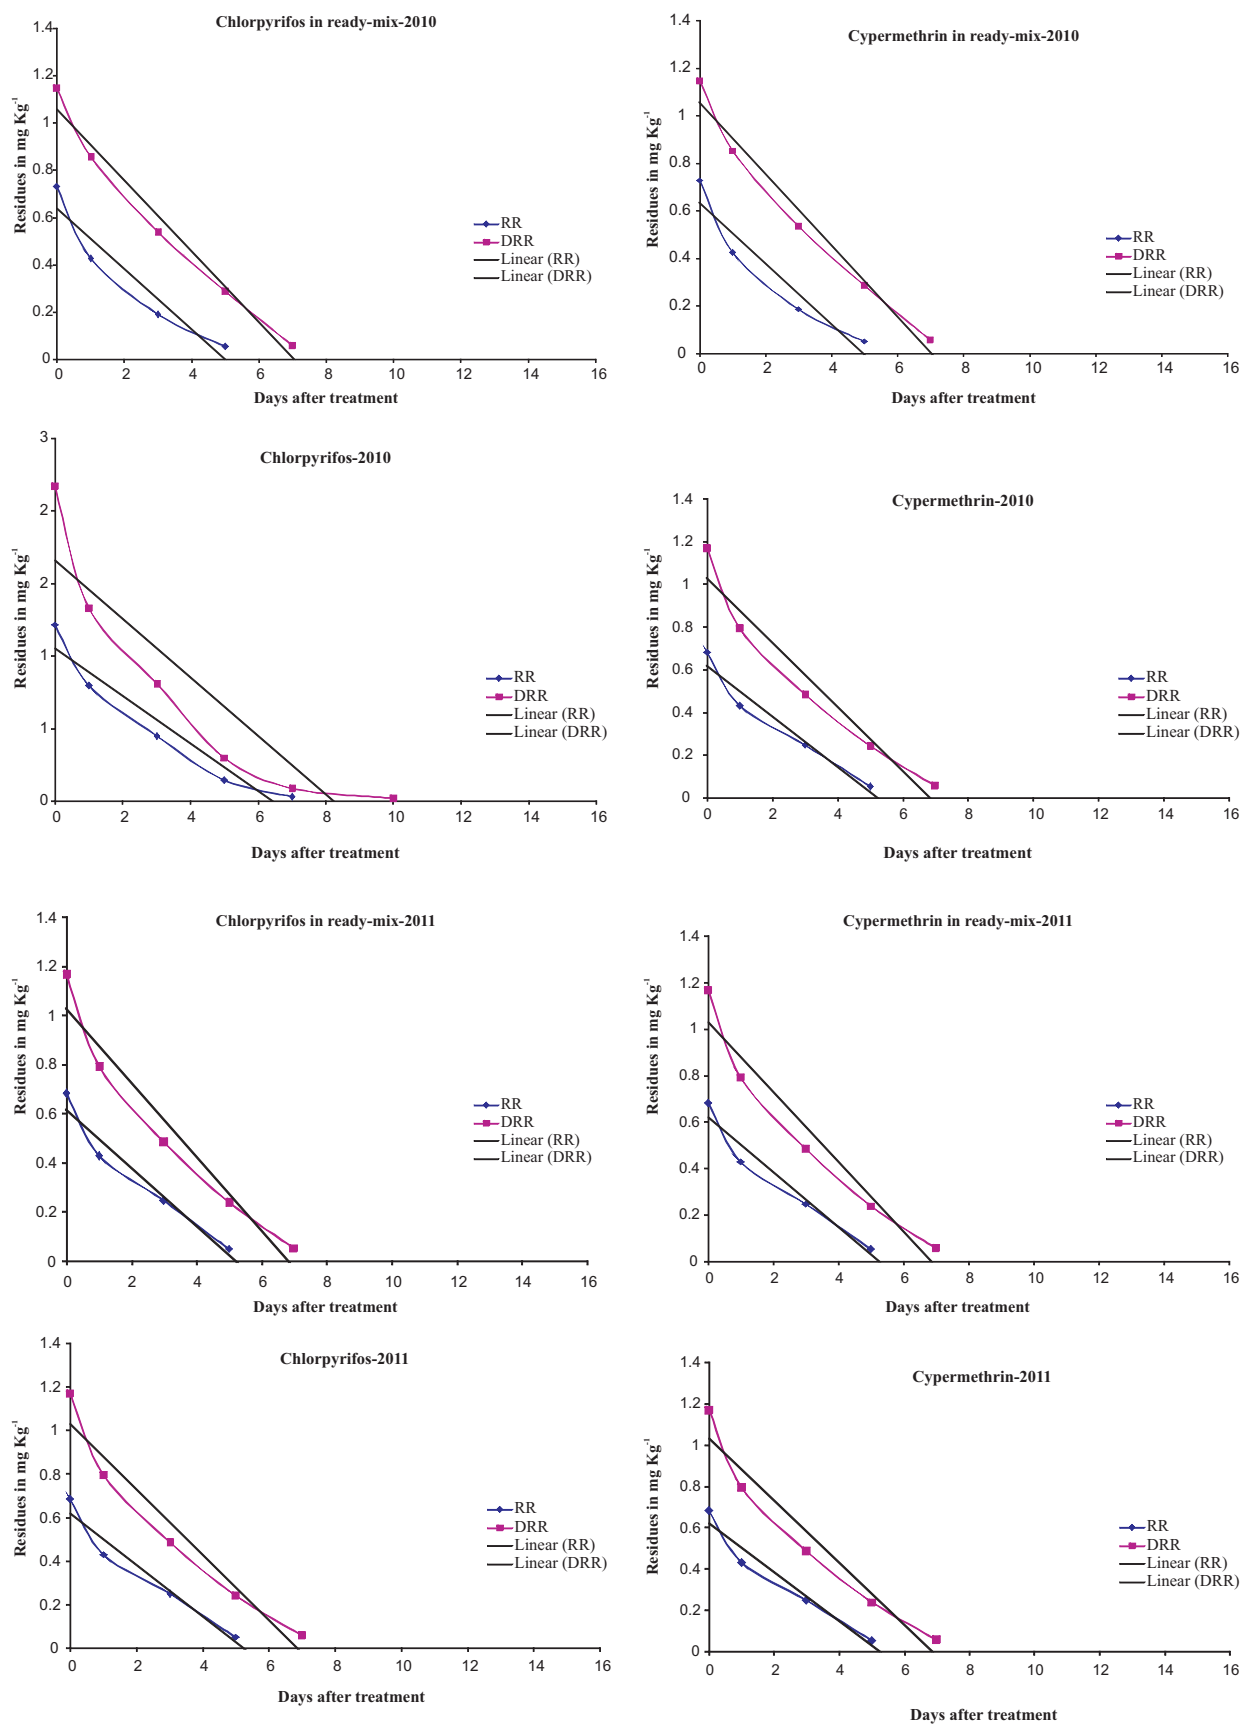 Chlorpyrifos in ready-mix-2010
Residues in mg Kg-1
1.4
1.2
1
0.8
0.6
0.4
0.2
0
0 2 4 6 8 10 12 14 16
Days after treatment
RR
DRR
Linear (RR)
Linear (DRR)
Cypermethrin in ready-mix-2010
Residues in mg Kg-1
1.4
1.2
1
0.8
0.6
0.4
0.2
0
0 2 4 6 8 10 12 14 16
Days after treatment
RR
DRR
Linear (RR)
Linear (DRR)
Chlorpyrifos-2010
Residues in mg Kg-1
3
2
2
1
1
0
0 2 4 6 8 10 12 14 16
Days after treatment
RR
DRR
Linear (RR)
Linear (DRR)
Cypermethrin-2010
Residues in mg Kg-1
1.4
1.2
1
0.8
0.6
0.4
0.2
0
0 2 4 6 8 10 12 14 16
Days after treatment
RR
DRR
Linear (RR)
Linear (DRR)
Chlorpyrifos in ready-mix-2011
Residues in mg Kg-1
1.4
1.2
1
0.8
0.6
0.4
0.2
0
0 2 4 6 8 10 12 14 16
Days after treatment
RR
DRR
Linear (RR)
Linear (DRR)
Cypermethrin in ready-mix-2011
Residues in mg Kg-1
1.4
1.2
1
0.8
0.6
0.4
0.2
0
0 2 4 6 8 10 12 14 16
Days after treatment
RR
DRR
Linear (RR)
Linear (DRR)
Chlorpyrifos-2011
Residues in mg Kg-1
1.4
1.2
1
0.8
0.6
0.4
0.2
0
0 2 4 6 8 10 12 14 16
Days after treatment
RR
DRR
Linear (RR)
Linear (DRR)
Cypermethrin-2011
Residues in mg Kg-1
1.4
1.2
1
0.8
0.6
0.4
0.2
0
0 2 4 6 8 10 12 14 16
Days after treatment
RR
DRR
Linear (RR)
Linear (DRR)